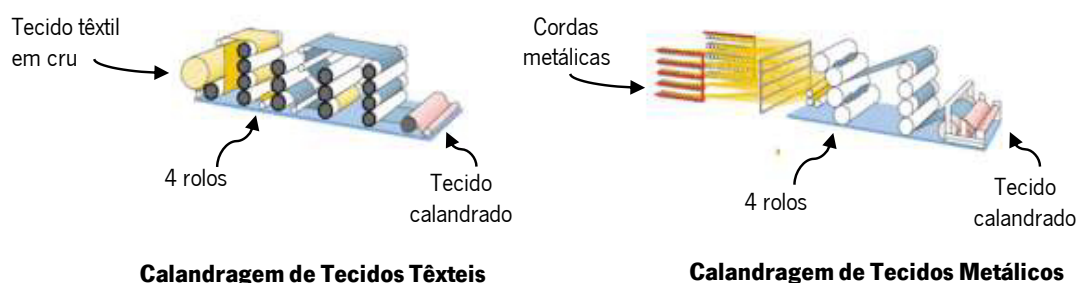 Tecido têxtil
em cru
4 rolos
Tecido
calandrado
Calandragem de Tecidos Têxteis
Cordas
metálicas
4 rolos
Tecido
calandrado
Calandragem de Tecidos Metálicos